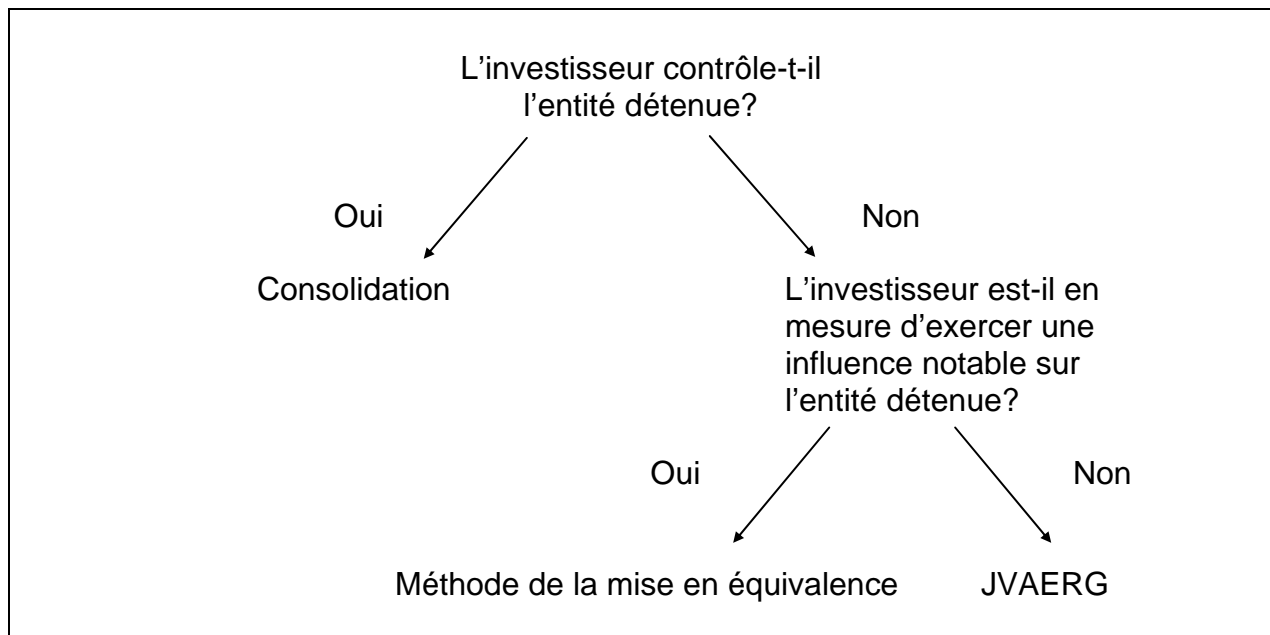 L’investisseur contrôle-t-il
l’entité détenue?
Oui
Non
Consolidation
L’investisseur est-il en
mesure d’exercer une
influence notable sur
l’entité détenue?
Oui
Non
Méthode de la mise en équivalence
JVAERG